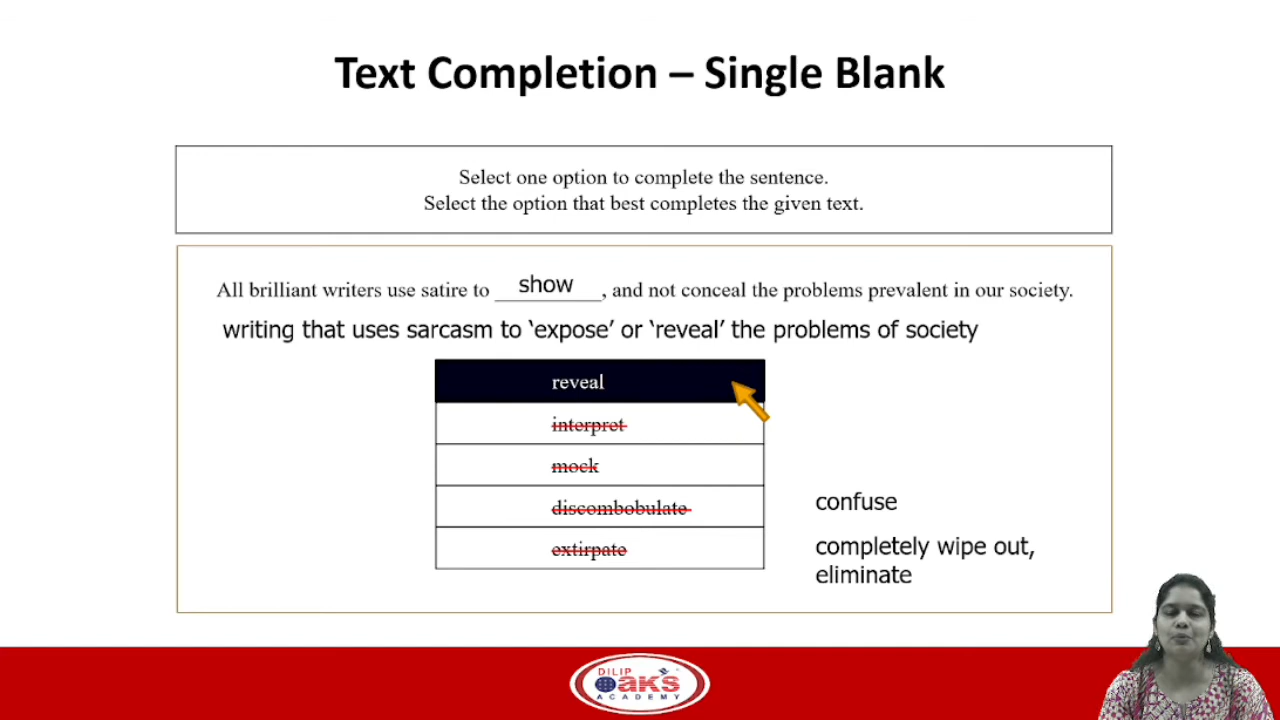 Text Completion – Single Blank
Select one option to complete the sentence.
Select the option that best completes the given text.
All brilliant writers use satire to __show__, and not conceal the problems prevalent in our society.
writing that uses sarcasm to ‘expose’ or ‘reveal’ the problems of society
reveal
interpret
mock
discombobulate
confuse
extirpate
completely wipe out,
eliminate
DILIP
Oaks
ACADEMY